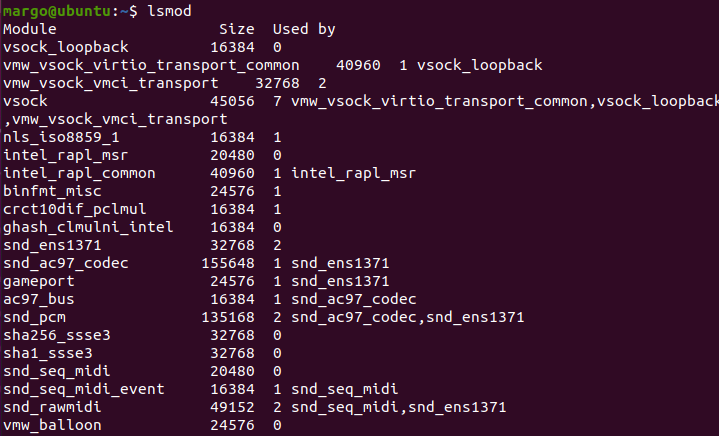 margo@ubuntu:~$ lsmod
Module                  Size  Used by
vsock_loopback         16384  0
vmw_vsock_virtio_transport_common    40960  1 vsock_loopback
vmw_vsock_vmci_transport    32768  2
vsock                  45056  7 vmw_vsock_virtio_transport_common,vsock_loopback
,vmw_vsock_vmci_transport
nls_iso8859_1          16384  1
intel_rapl_msr         20480  0
intel_rapl_common      40960  1 intel_rapl_msr
binfmt_misc            24576  1
crct10dif_pclmul       16384  1
ghash_clmulni_intel    16384  0
snd_ens1371            32768  2
snd_ac97_codec        155648  1 snd_ens1371
gameport               24576  1 snd_ens1371
ac97_bus               16384  1 snd_ac97_codec
snd_pcm               135168  2 snd_ac97_codec,snd_ens1371
sha256_ssse3           32768  0
sha1_ssse3             32768  0
snd_seq_midi           20480  0
snd_seq_midi_event     16384  1 snd_seq_midi
snd_rawmidi            49152  2 snd_seq_midi,snd_ens1371
vmw_balloon            24576  0